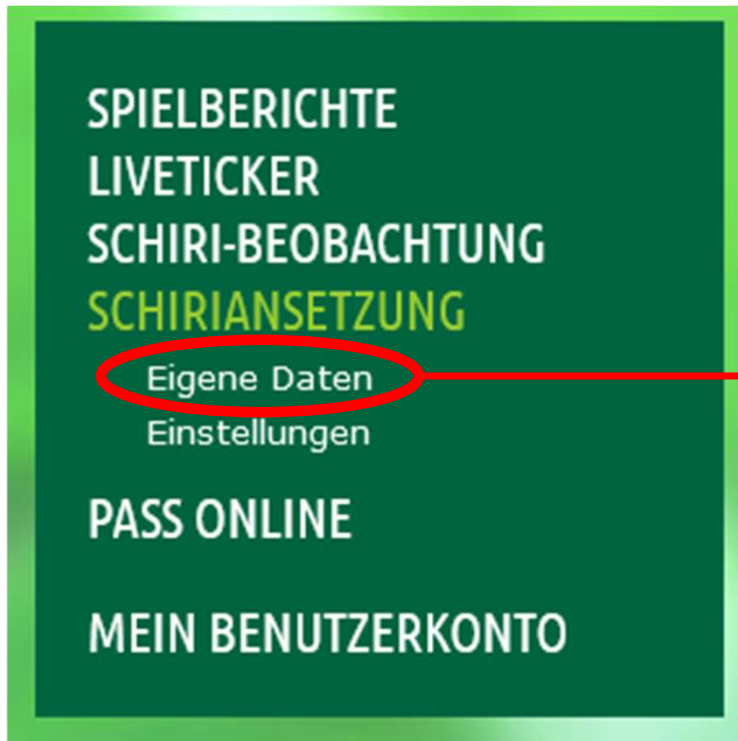 SPIELBERICHTE
LIVETICKER
SCHIRI-BEOBACHTUNG
SCHIRIANSETZUNG
Eigene Daten
Einstellungen
PASS ONLINE
MEIN BENUTZERKONTO